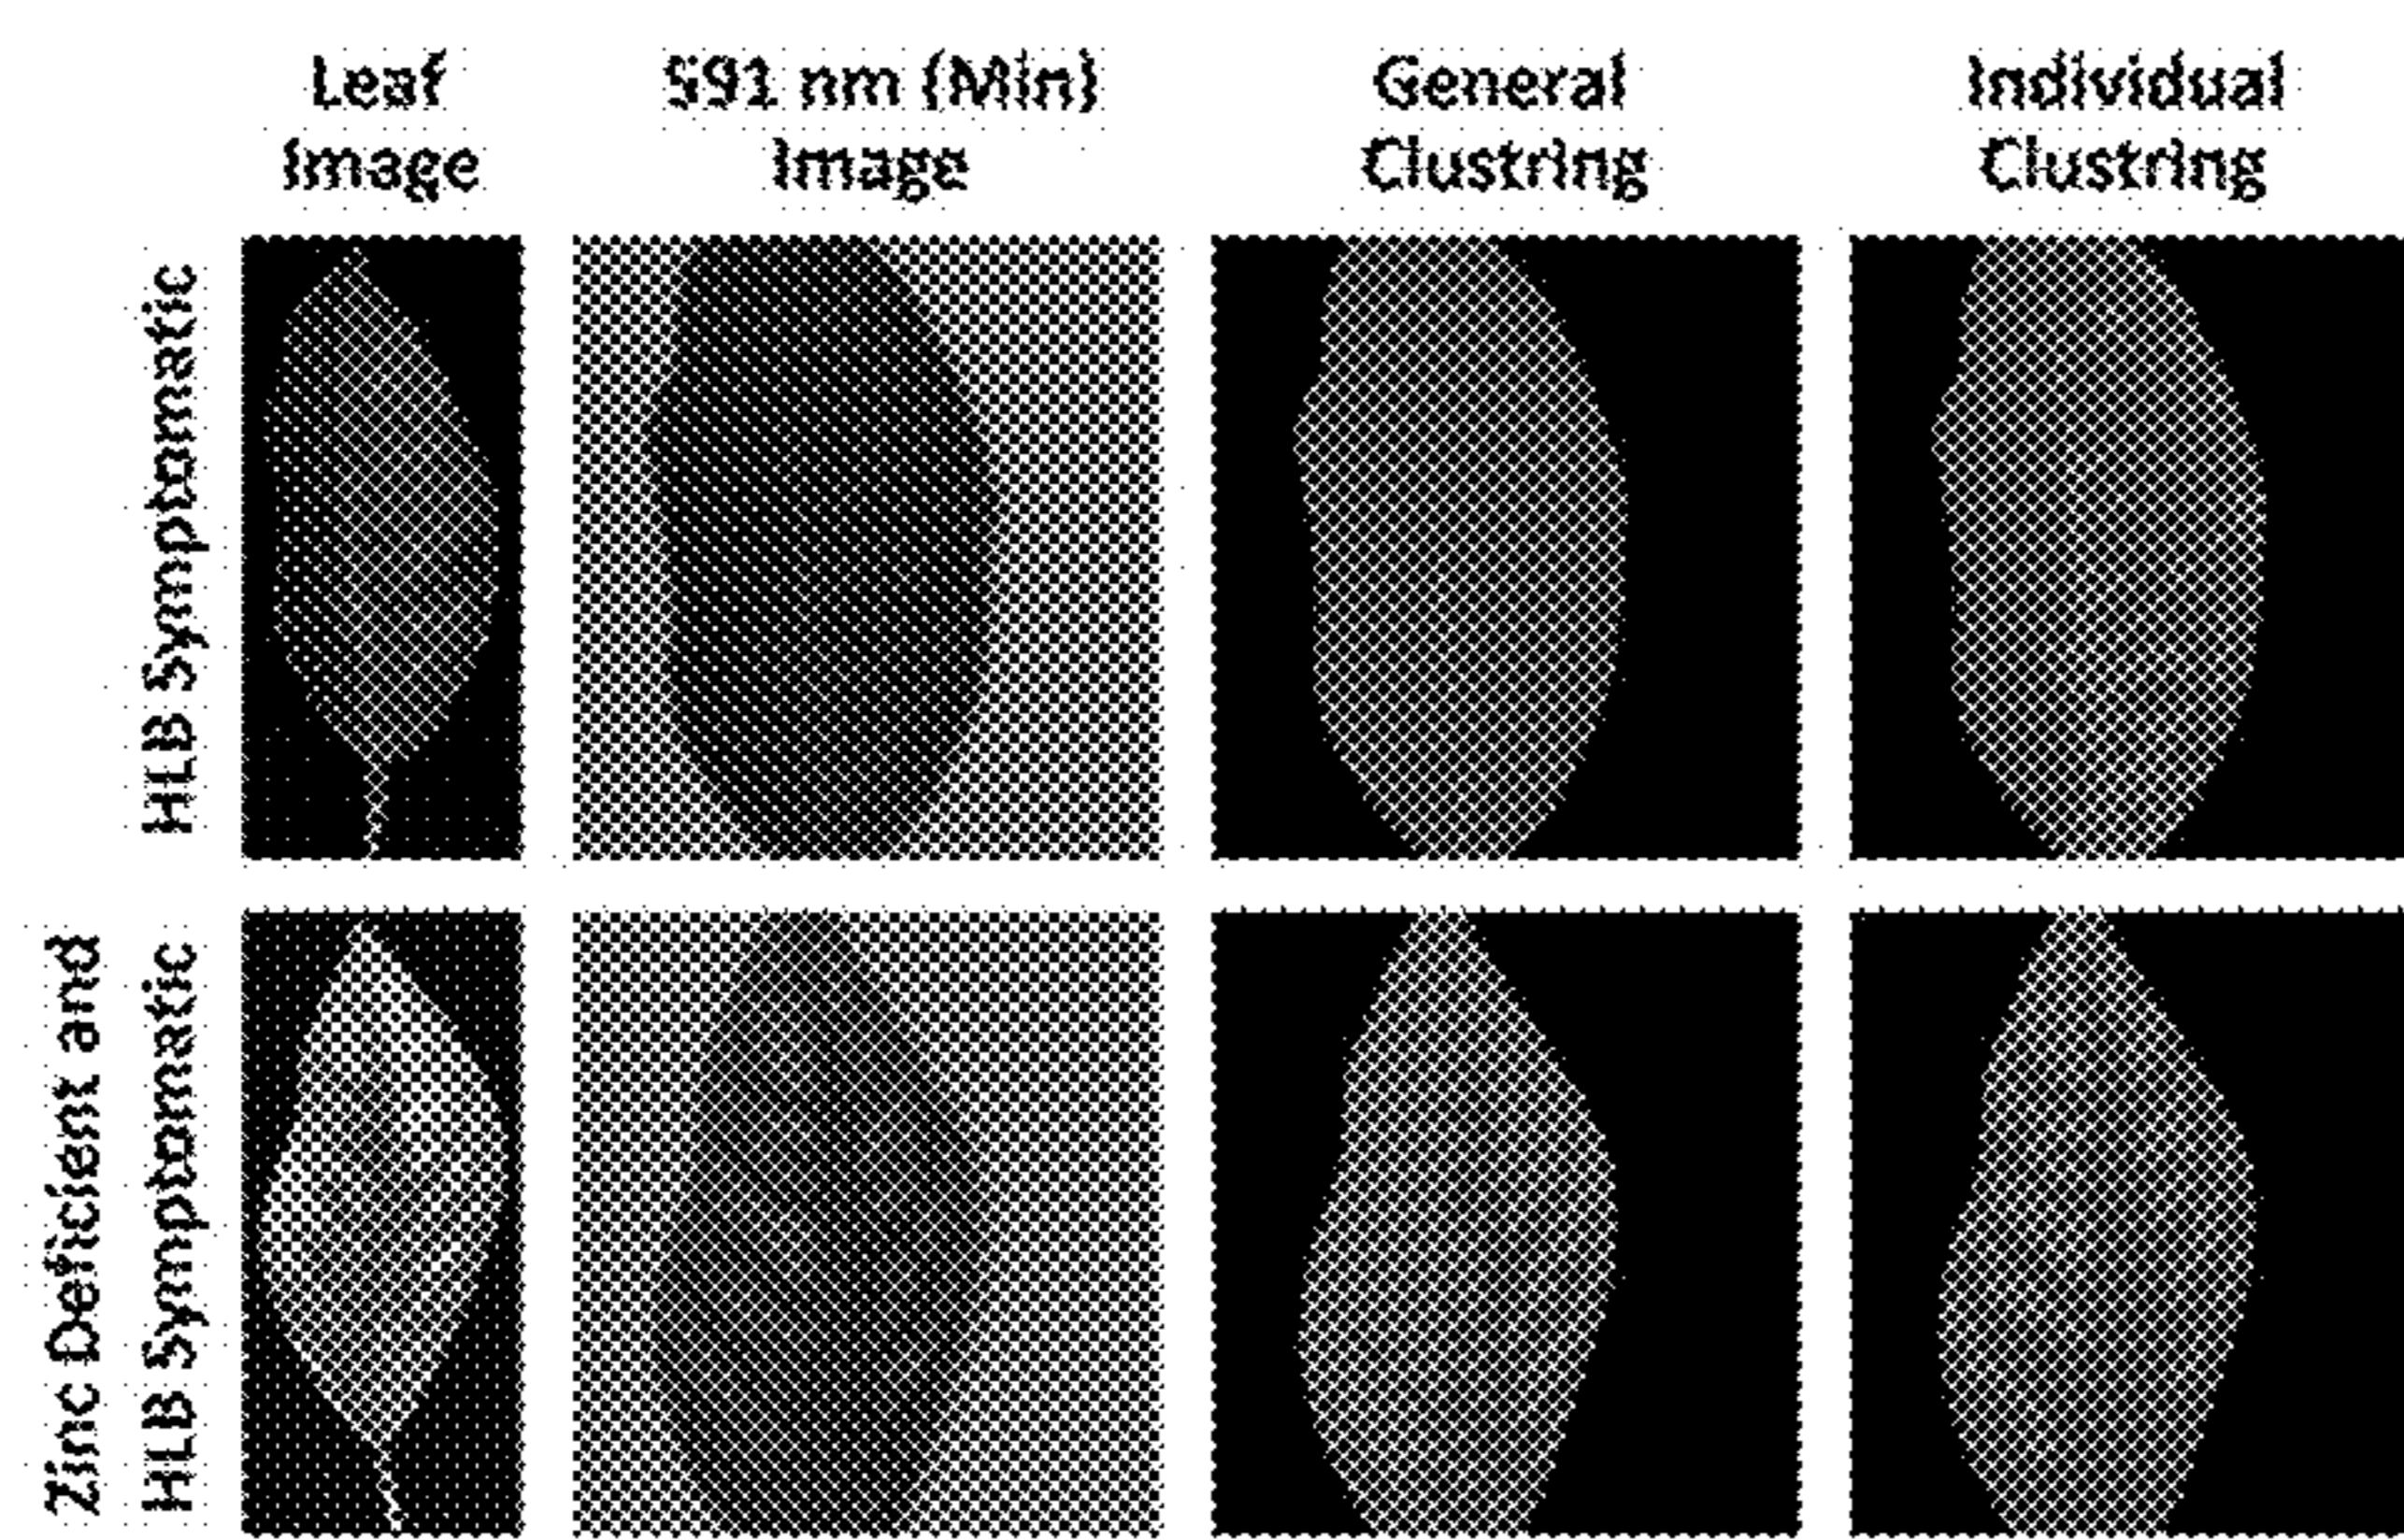 Leaf
Image
591 nm (Min)
Image
General
Clustring
Individual
Clustring
HLB Symptomatic
Zinc Deficient and
HLB Symptomatic